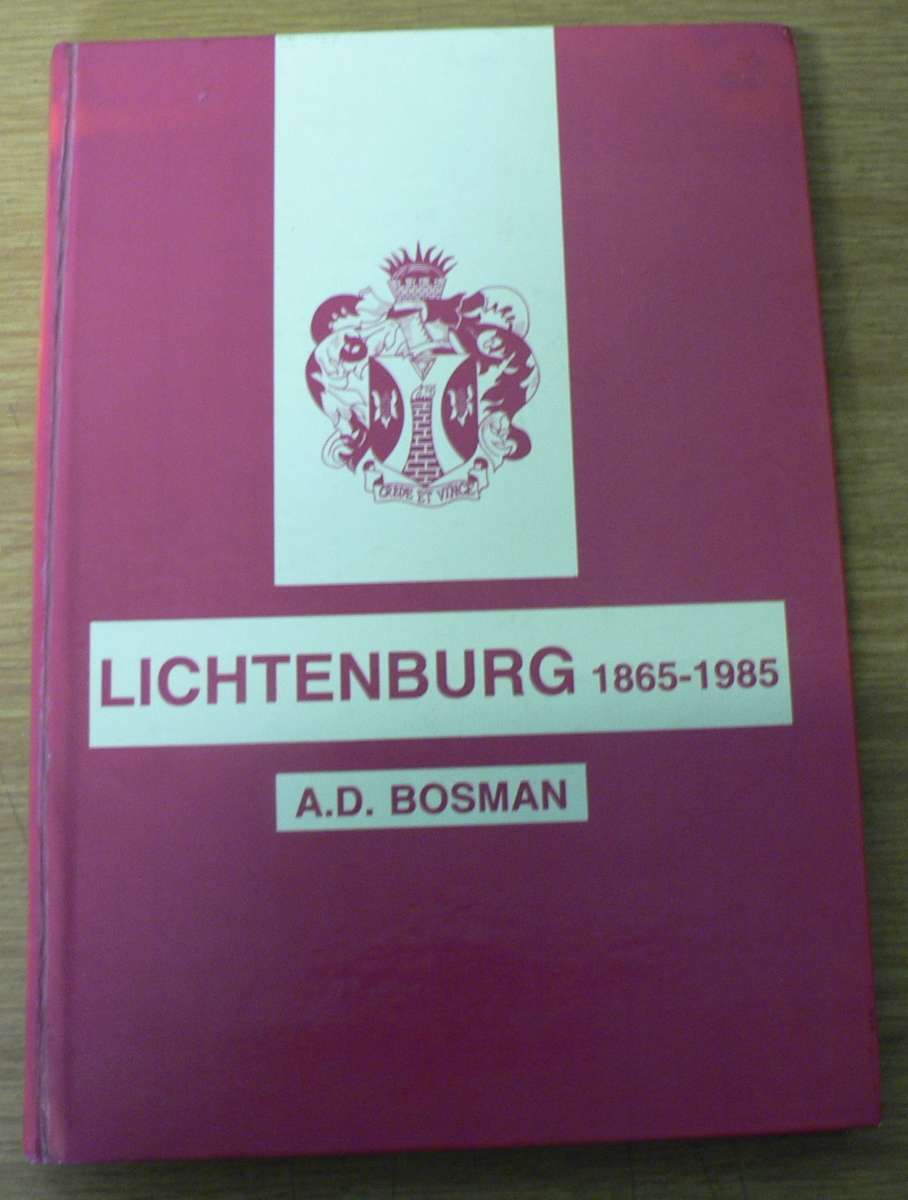 CREDE ET VINCE
LICHTENBURG 1865-1985
A.D. BOSMAN